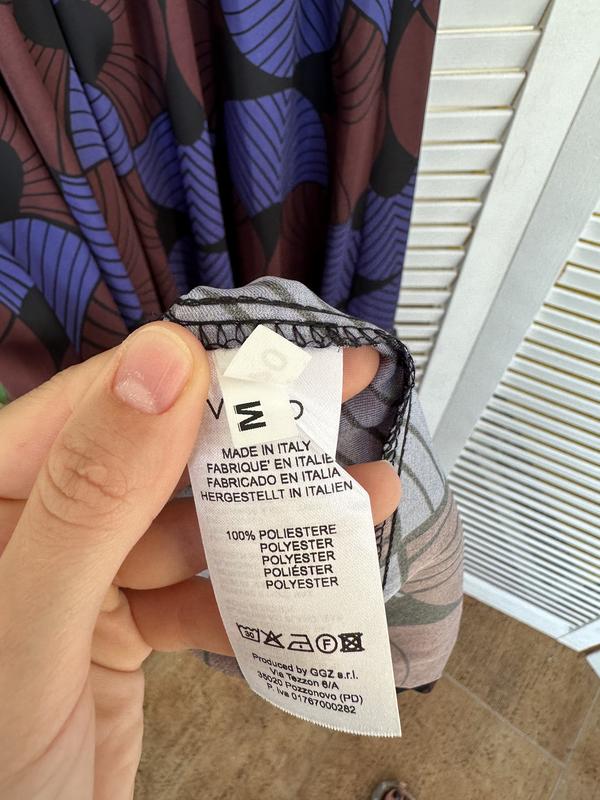 M
MADE IN ITALY
FABRIQUE' EN ITALIE
FABRICADO EN ITALIA
HERGESTELLT IN ITALIEN
100% POLIESTERE
POLYESTER
POLYESTER
POLIÉSTER
POLYESTER
30 F
Produced by GGZ s.r.l.
Via Tezzon 6/A
35020 Pozzonovo (PD)
P. Iva 01767000282